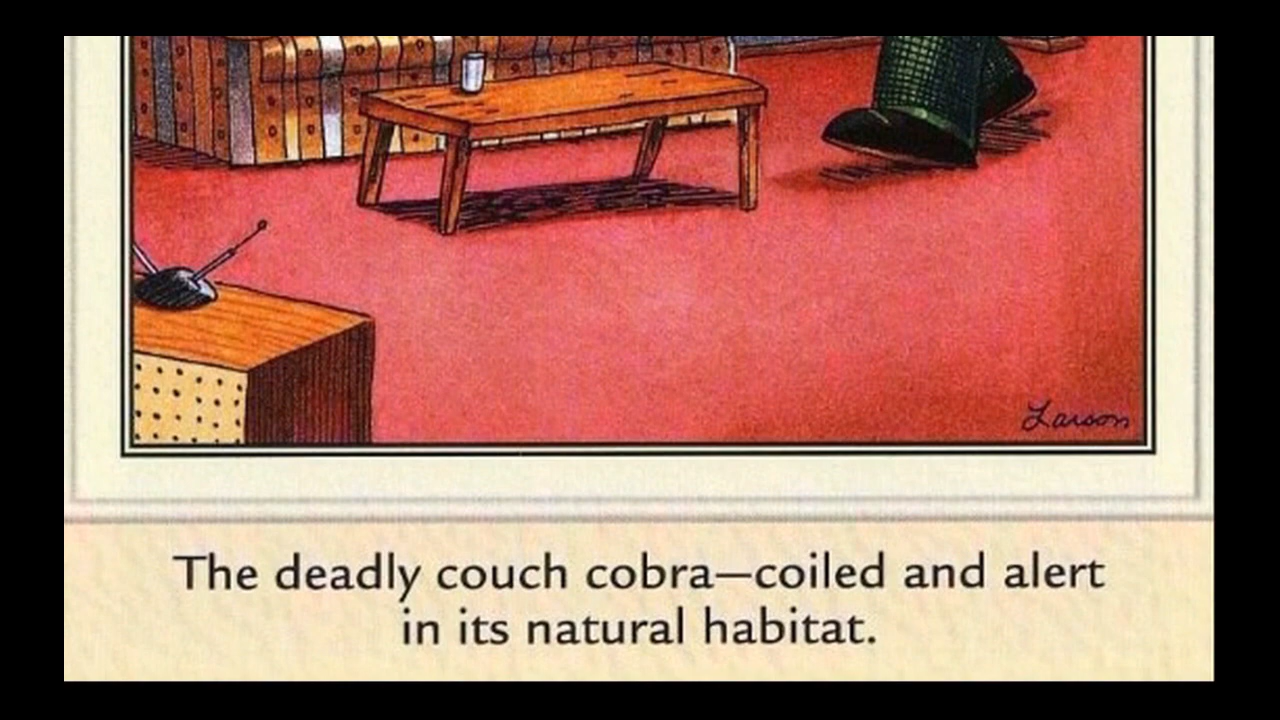 Larson
The deadly couch cobra—coiled and alert
in its natural habitat.